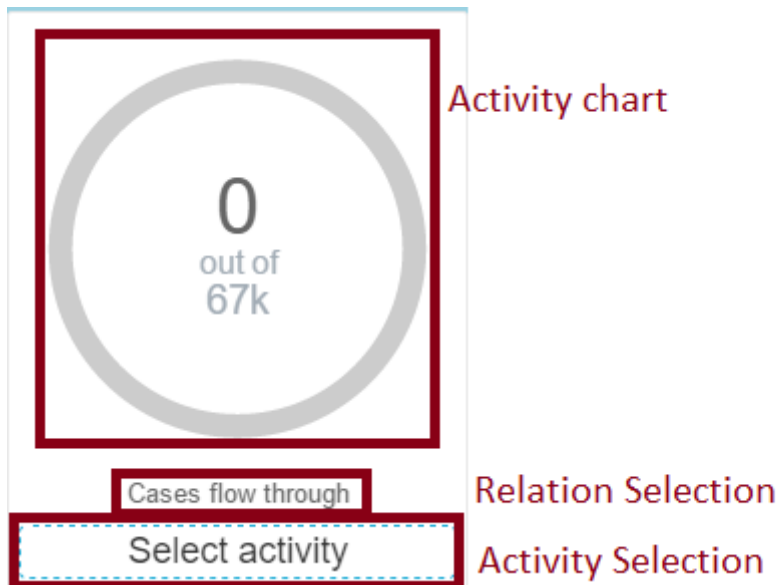 Activity chart
0
out of
67k
Cases flow through
Relation Selection
Select activity
Activity Selection